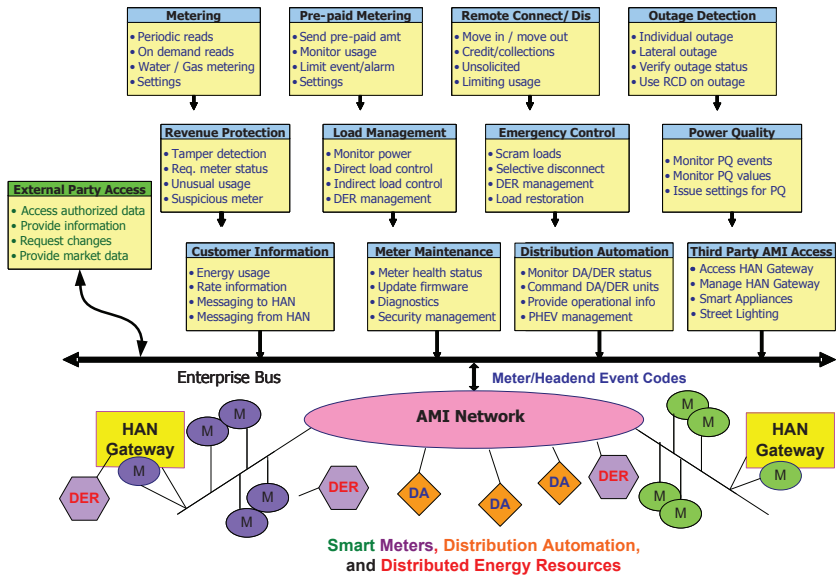 Metering
• Periodic reads
• On demand reads
• Water / Gas metering
• Settings
Pre-paid Metering
• Send pre-paid amt
• Monitor usage
• Limit event/alarm
• Settings
Remote Connect/ Dis
• Move in / move out
• Credit/collections
• Unsolicited
• Limiting usage
Outage Detection
• Individual outage
• Lateral outage
• Verify outage status
• Use RCD on outage
Revenue Protection
• Tamper detection
• Req. meter status
• Unusual usage
• Suspicious meter
Load Management
• Monitor power
• Direct load control
• Indirect load control
• DER management
Emergency Control
• Scram loads
• Selective disconnect
• DER management
• Load restoration
Power Quality
• Monitor PQ events
• Monitor PQ values
• Issue settings for PQ
External Party Access
• Access authorized data
• Provide information
• Request changes
• Provide market data
Customer Information
• Energy usage
• Rate information
• Messaging to HAN
• Messaging from HAN
Meter Maintenance
• Meter health status
• Update firmware
• Diagnostics
• Security management
Distribution Automation
• Monitor DA/DER status
• Command DA/DER units
• Provide operational info
• PHEV management
Third Party AMI Access
• Access HAN Gateway
• Manage HAN Gateway
• Smart Appliances
• Street Lighting
Enterprise Bus
Meter/Headend Event Codes
AMI Network
HAN
Gateway
M
M
M
M
M
M
DER
DER
DA
DA
DA
DER
M
M
M
M
HAN
Gateway
M
Smart Meters, Distribution Automation,
and Distributed Energy Resources